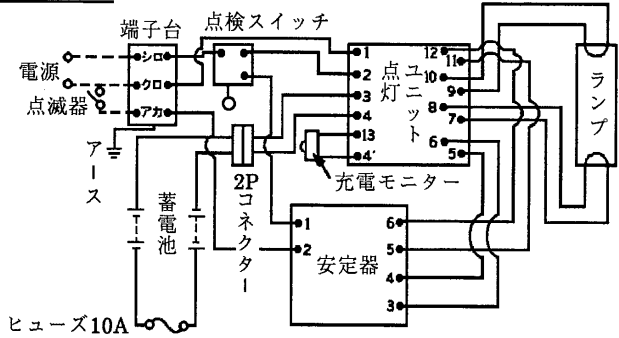 端子台
点検スイッチ
電源
シロ
クロ
アカ
点滅器
アース
蓄電池
2Pコネクター
ヒューズ10A
点灯ユニット
1
2
3
4
13
4'
12
11
10
9
8
7
6
5
充電モニター
ランプ
安定器
1
2
6
5
4
3